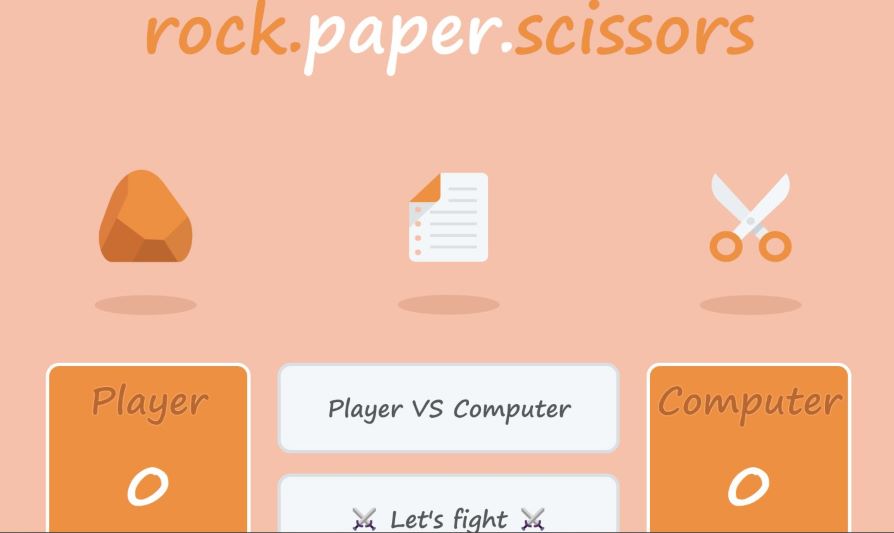 rock.paper.scissors
Player
Player VS Computer
Computer
0
0
Let's fight